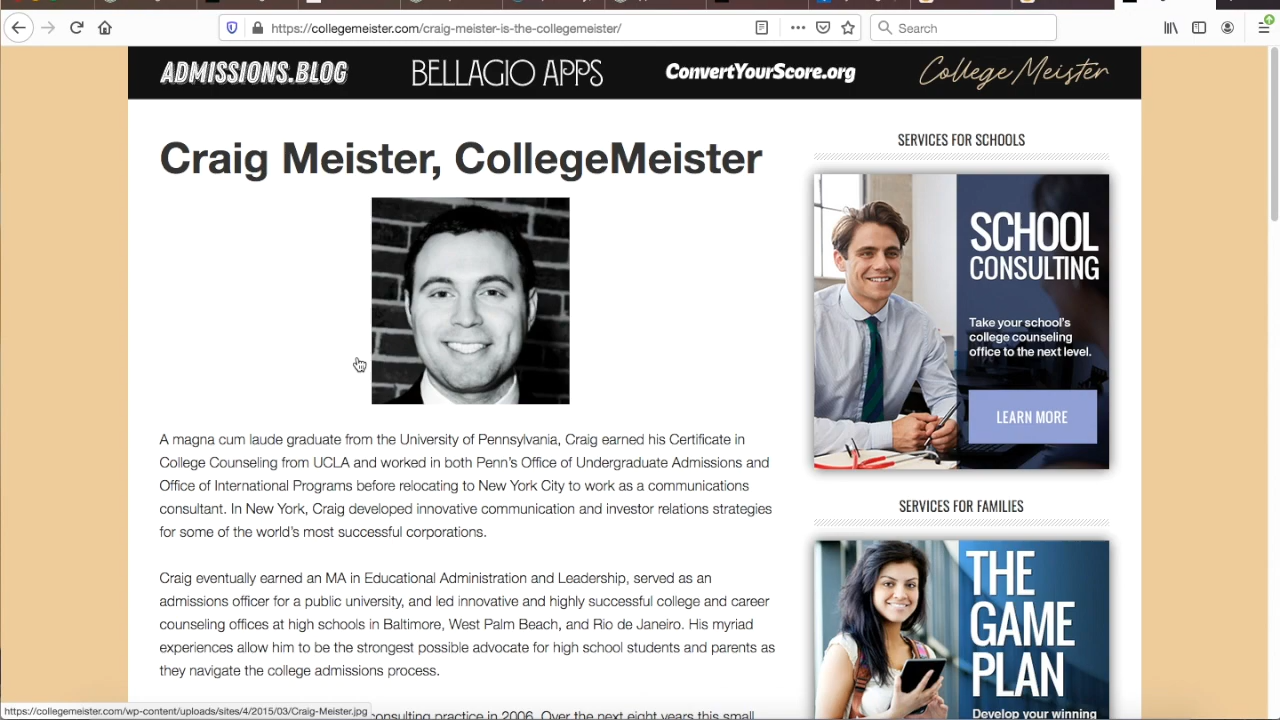 https://collegemeister.com/craig-meister-is-the-collegemeister/
Search
ADMISSIONS.BLOG
BELLAGIO APPS
ConvertYourScore.org
College Meister
Craig Meister, CollegeMeister
A magna cum laude graduate from the University of Pennsylvania, Craig earned his Certificate in
College Counseling from UCLA and worked in both Penn's Office of Undergraduate Admissions and
Office of International Programs before relocating to New York City to work as a communications
consultant. In New York, Craig developed innovative communication and investor relations strategies
for some of the world's most successful corporations.
Craig eventually earned an MA in Educational Administration and Leadership, served as an
admissions officer for a public university, and led innovative and highly successful college and career
counseling offices at high schools in Baltimore, West Palm Beach, and Rio de Janeiro. His myriad
experiences allow him to be the strongest possible advocate for high school students and parents as
they navigate the college admissions process.
consulting practice in 2006. Over the next eight years this small
SERVICES FOR SCHOOLS
SCHOOL
CONSULTING
Take your school's
college counseling
office to the next level.
LEARN MORE
SERVICES FOR FAMILIES
THE
GAME
PLAN
Develop your winning
https://collegemeister.com/wp-content/uploads/sites/4/2015/03/Craig-Meister.jpg